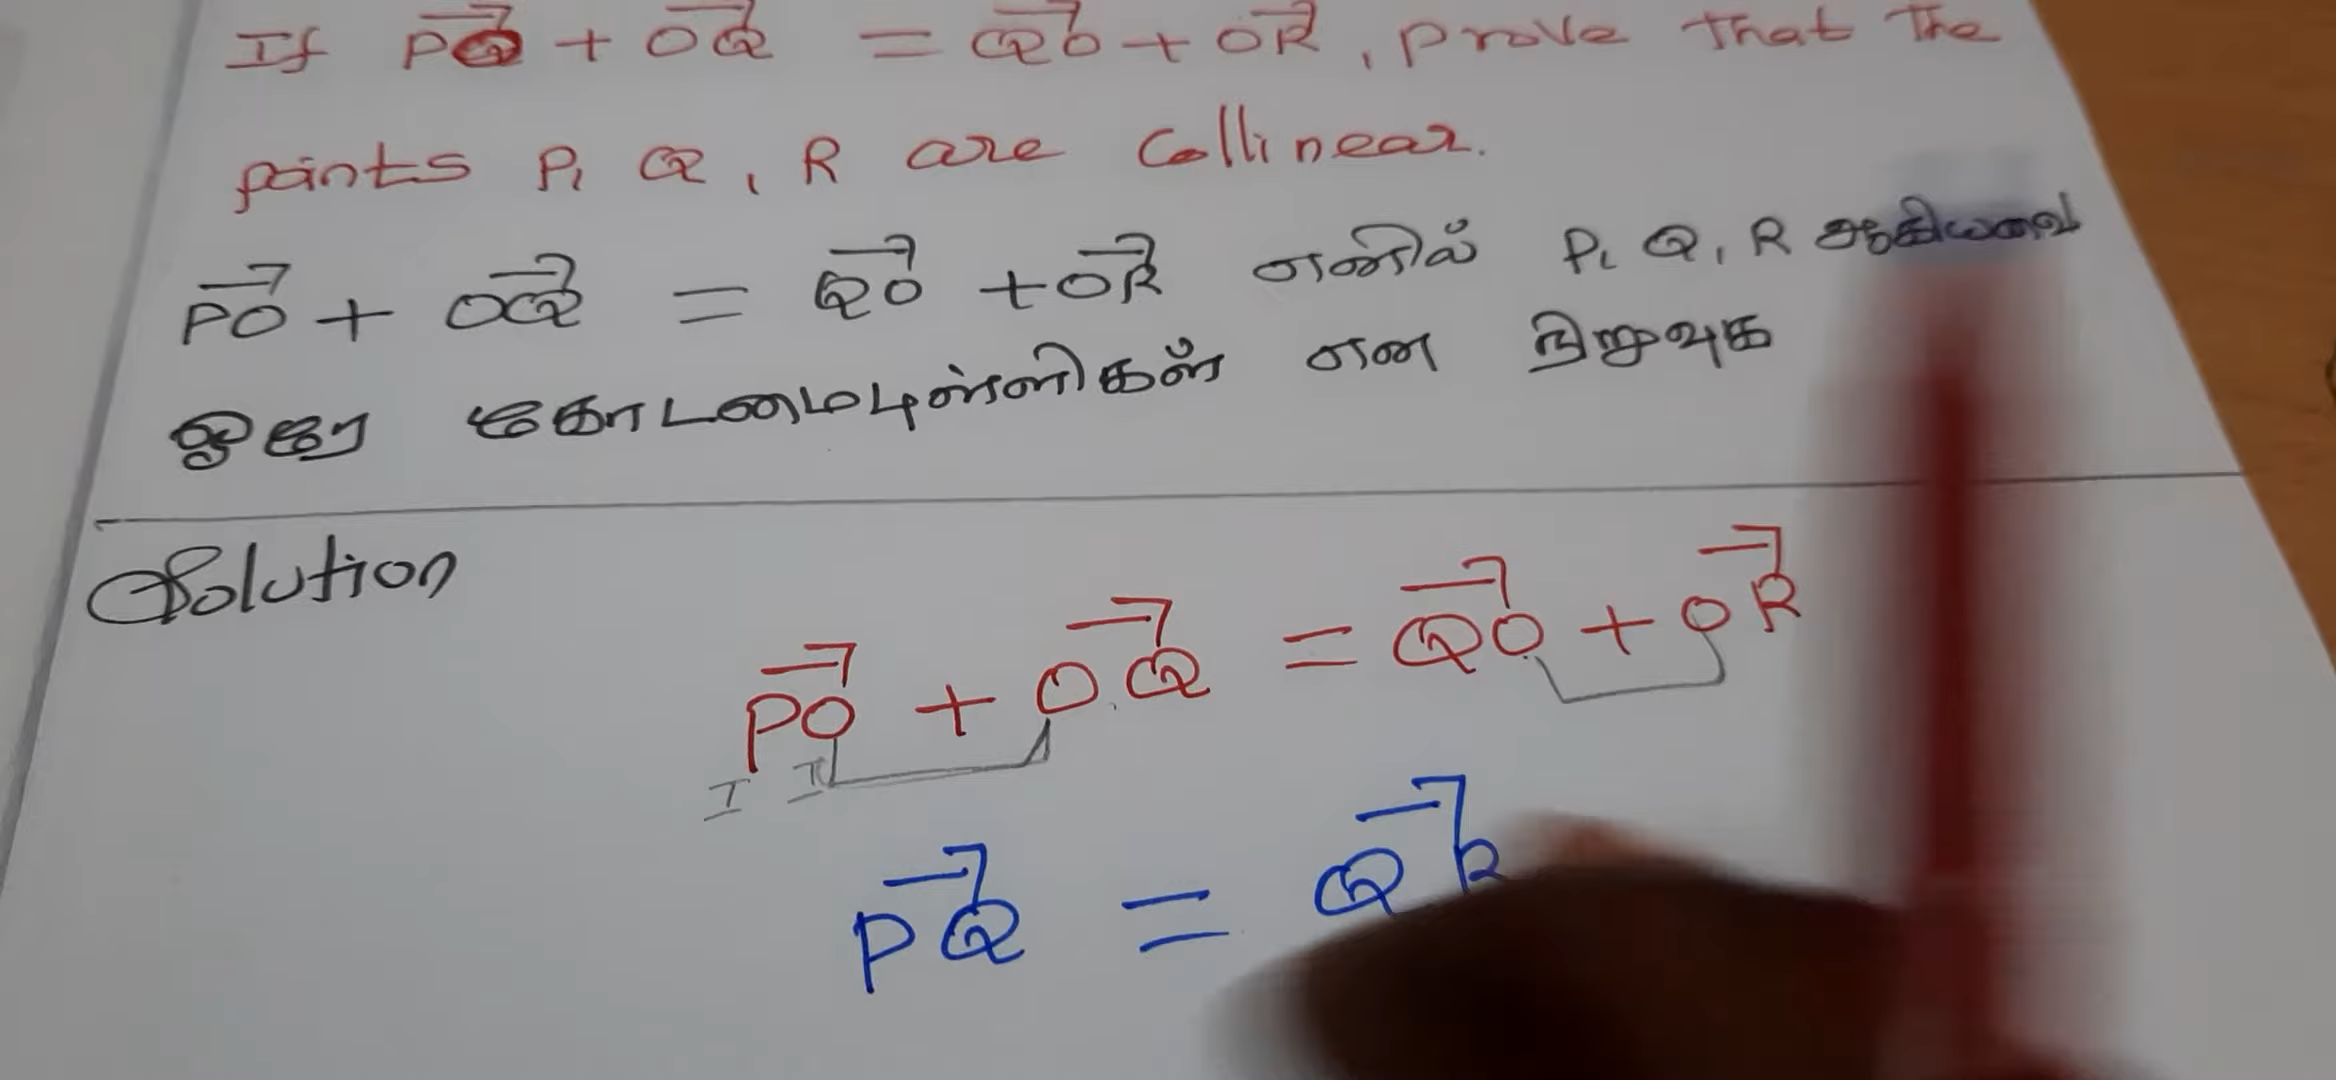 If PQ + OQ = QO + OR, prove that the
points P, Q, R are Collinear.
PO + OQ = QO + OR எனில் P, Q, R ஆகியவை
ஒரே கோடமைபுள்ளிகள் என நிறுவுக
Solution
PO + OQ = QO + OR
PQ = QR